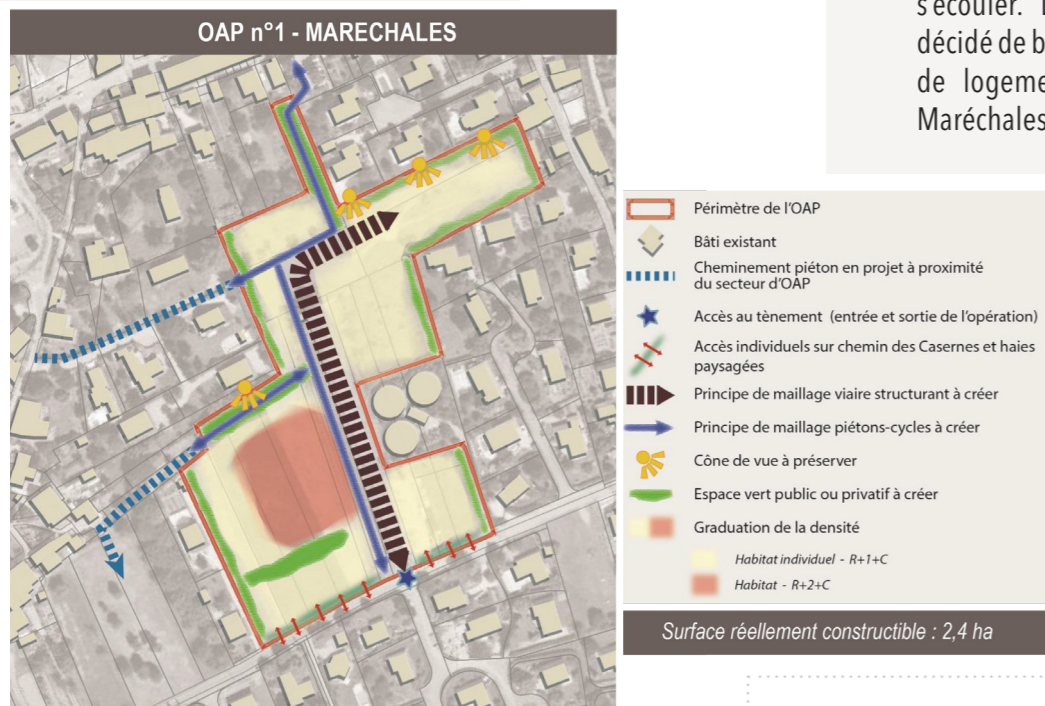 OAP n°1 - MARECHALES
s'écouler.
décidé de b
de logeme
Maréchales
Périmètre de l'OAP
Bâti existant
Cheminement piéton en projet à proximité
du secteur d'OAP
Accès au tènement (entrée et sortie de l'opération)
Accès individuels sur chemin des Casernes et haies
paysagées
Principe de maillage viaire structurant à créer
Principe de maillage piétons-cycles à créer
Cône de vue à préserver
Espace vert public ou privatif à créer
Graduation de la densité
Habitat individuel - R+1+C
Habitat - R+2+C
Surface réellement constructible : 2,4 ha